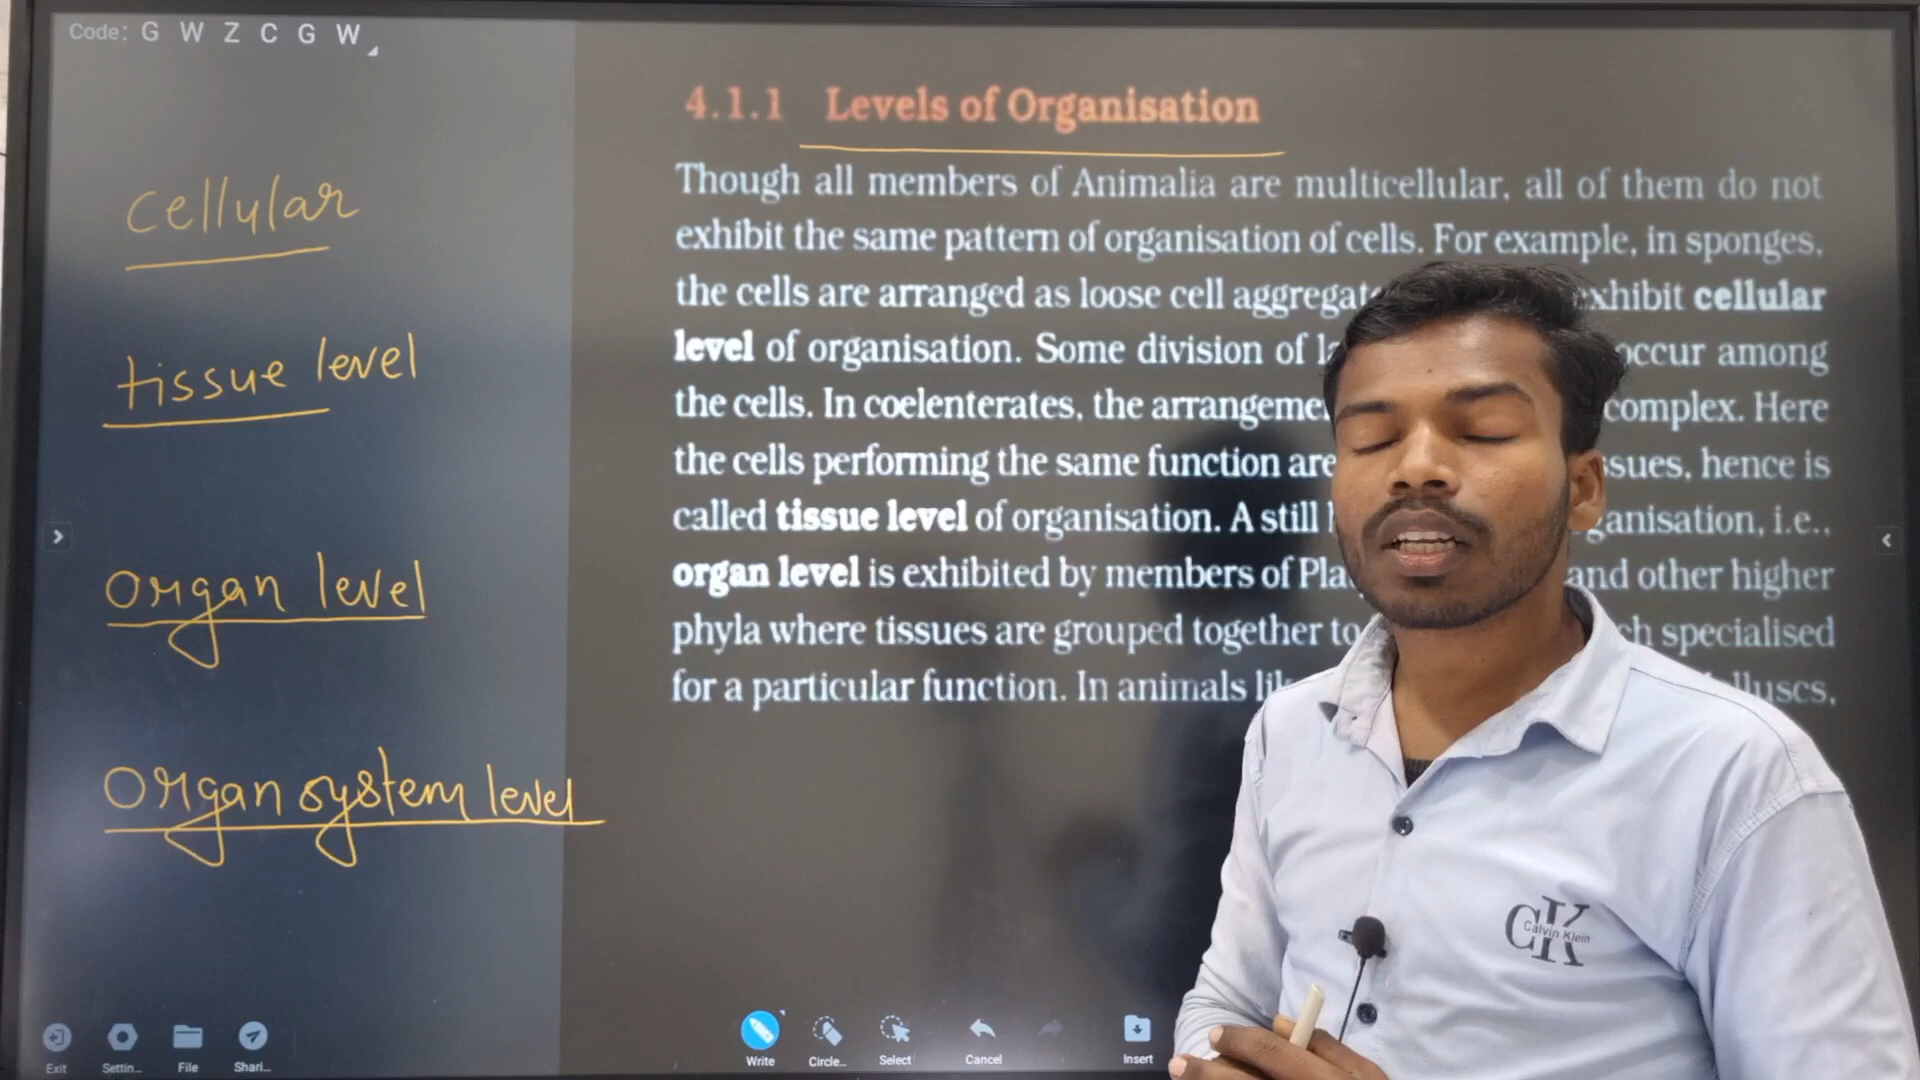 Code: G W Z C G W
4.1.1 Levels of Organisation
Though all members of Animalia are multicellular, all of them do not
exhibit the same pattern of organisation of cells. For example, in sponges,
the cells are arranged as loose cell exhibit cellular
level of organisation. Some division of occur among
the cells. In coelenterates, the complex. Here
the cells performing the same function are hence is
called tissue level of organisation. A still i.e.,
organ level is exhibited by members of and other higher
phyla where tissues are grouped together to specialised
for a particular function. In animals
cellular
tissue level
organ level
organ system level
CK
Calvin Klein
Exit
Settin...
File
Shari...
Write
Circle...
Select
Cancel
Insert